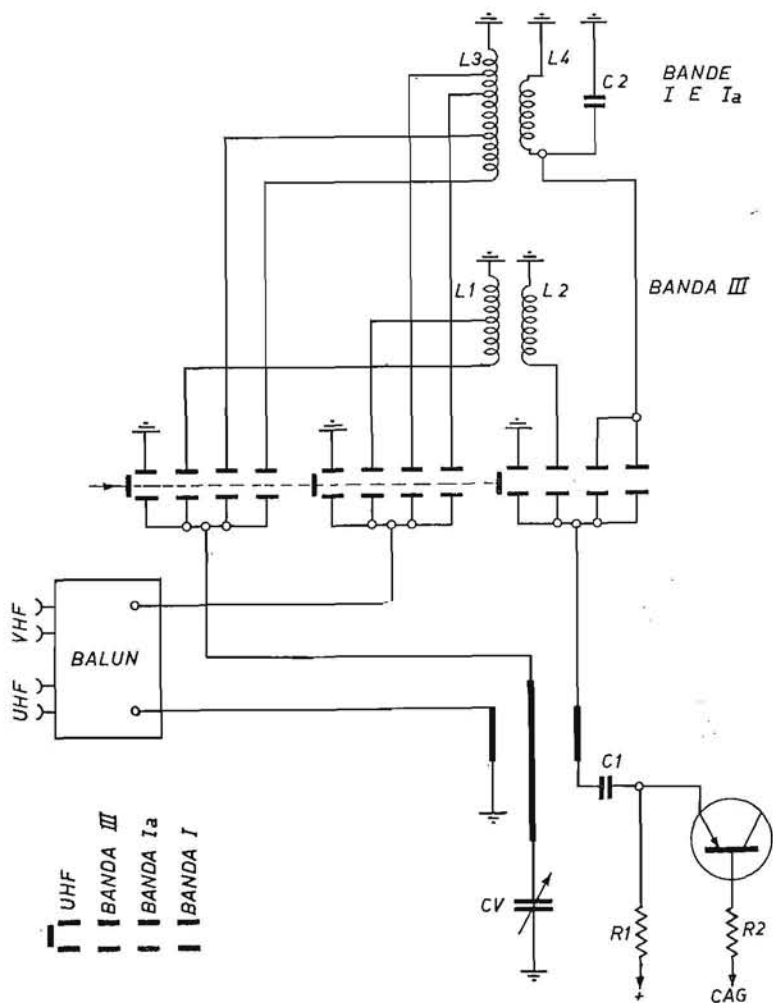 L3
L4
C2
BANDE
I E Ia
L1
L2
BANDA III
VHF
UHF
BALUN
C1
CV
R1
R2
+
CAG
UHF
BANDA III
BANDA Ia
BANDA I